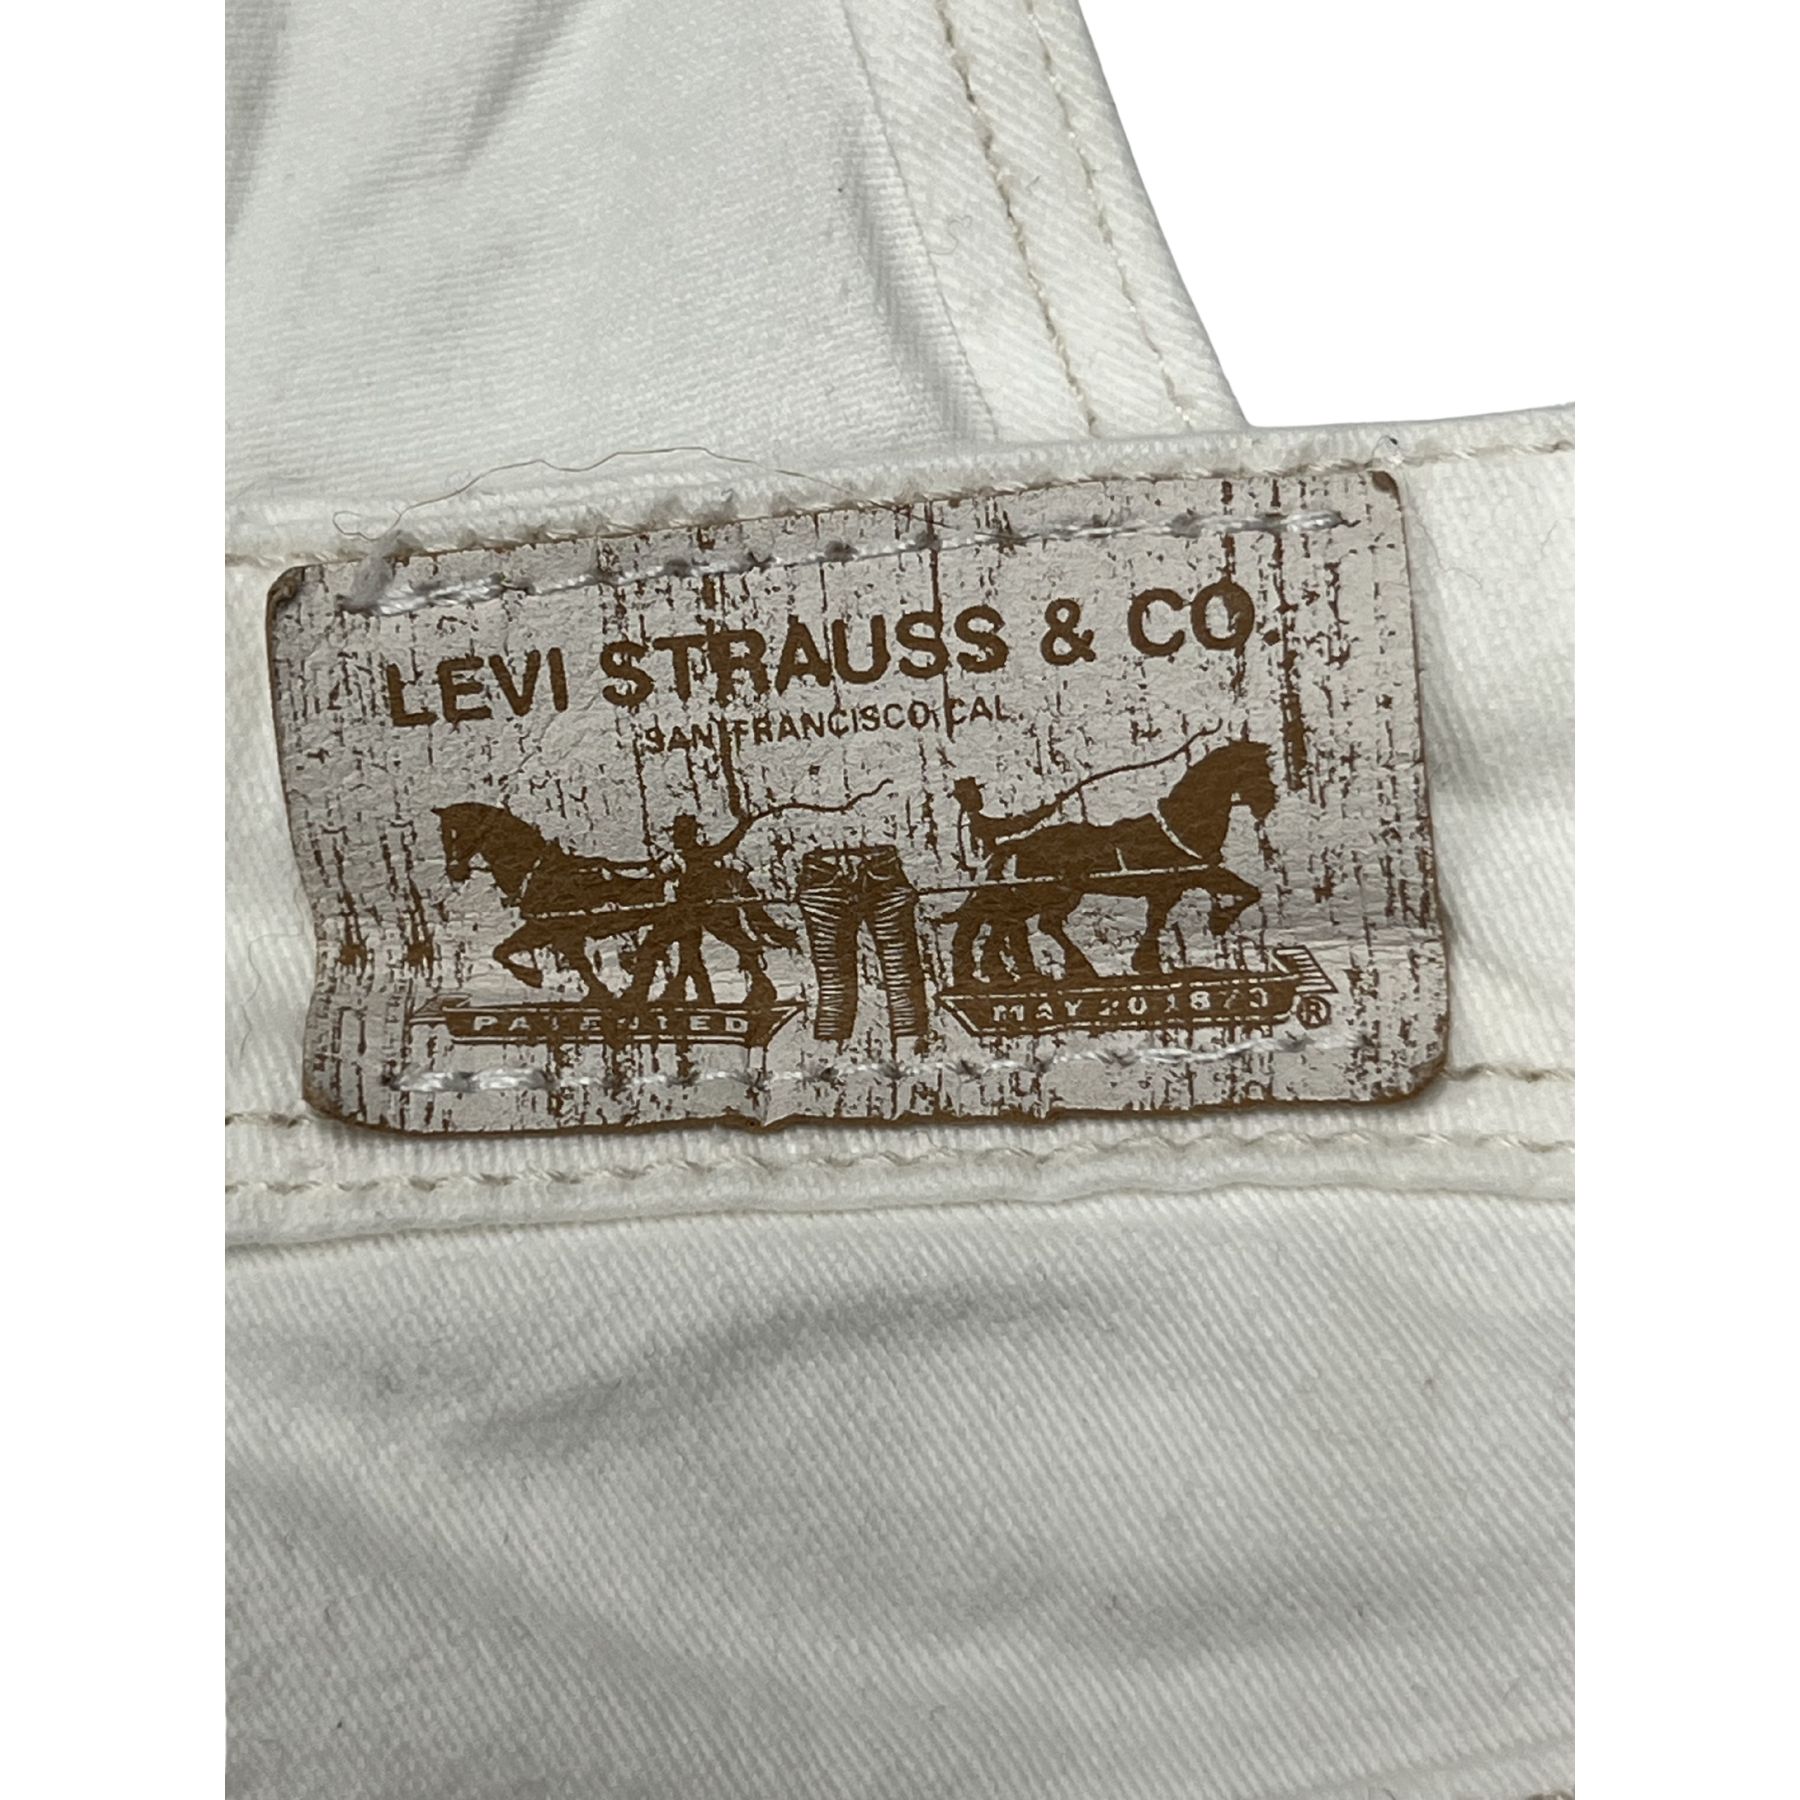 LEVI STRAUSS & CO.
SAN FRANCISCO, CAL.
PATENTED MAY 20 1873 ®